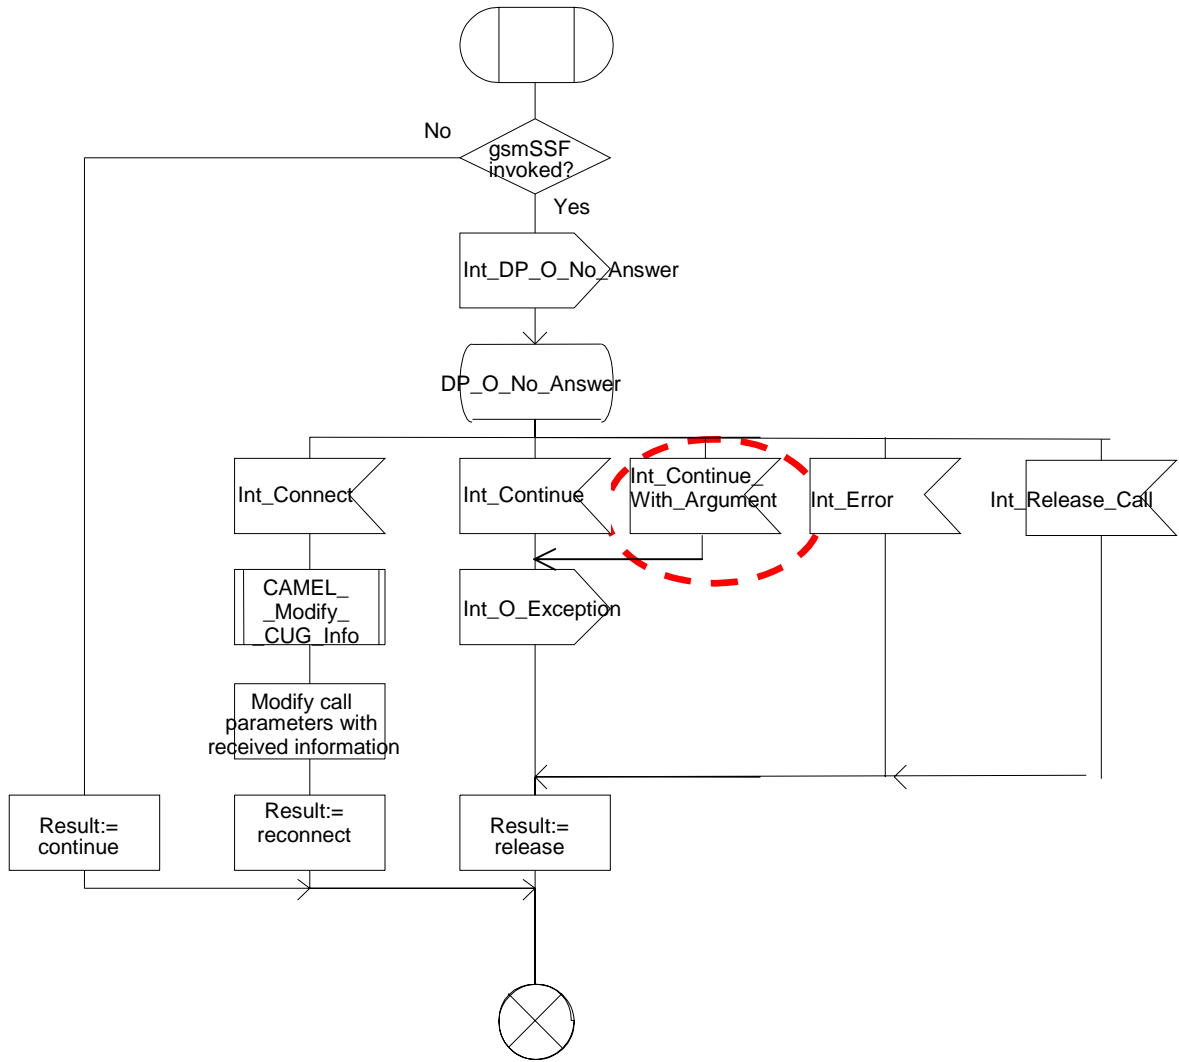 No
gsmSSF
invoked?
Yes
Int_DP_O_No_Answer
DP_O_No_Answer
Int_Connect
Int_Continue
Int_Continue_
With_Argument
Int_Error
Int_Release_Call
CAMEL_
_Modify_
_CUG_Info
Int_O_Exception
Modify call
parameters with
received information
Result:=
continue
Result:=
reconnect
Result:=
release